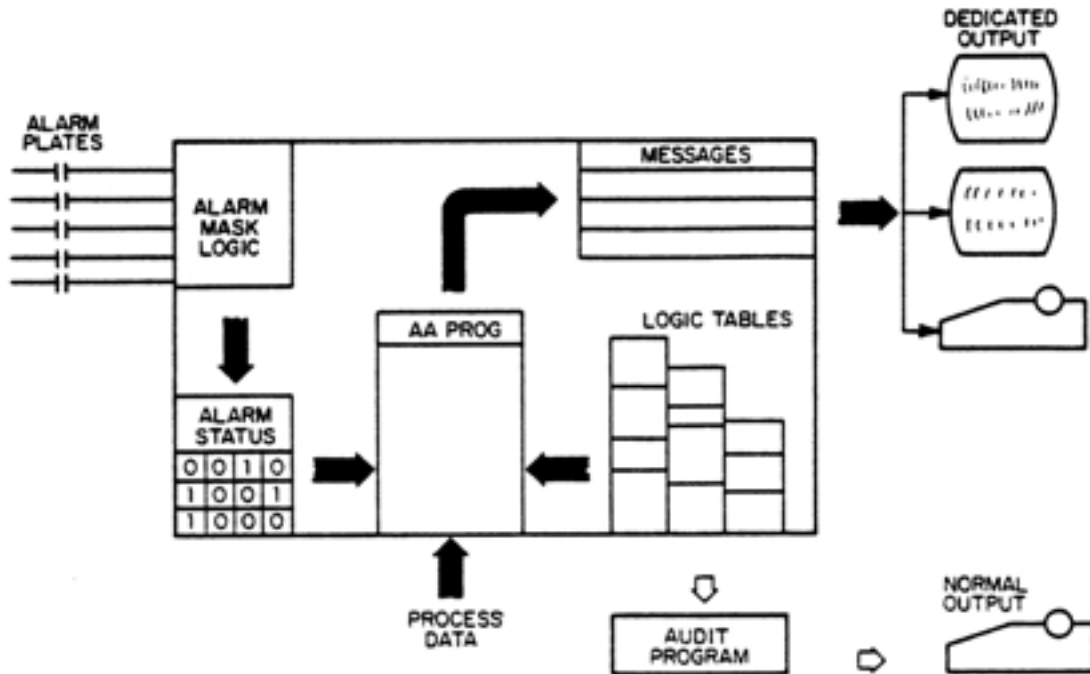 DEDICATED
OUTPUT
ALARM
PLATES
ALARM
MASK
LOGIC
MESSAGES
AA PROG
LOGIC TABLES
ALARM
STATUS
0 0 1 0
1 0 0 1
1 0 0 0
PROCESS
DATA
AUDIT
PROGRAM
NORMAL
OUTPUT